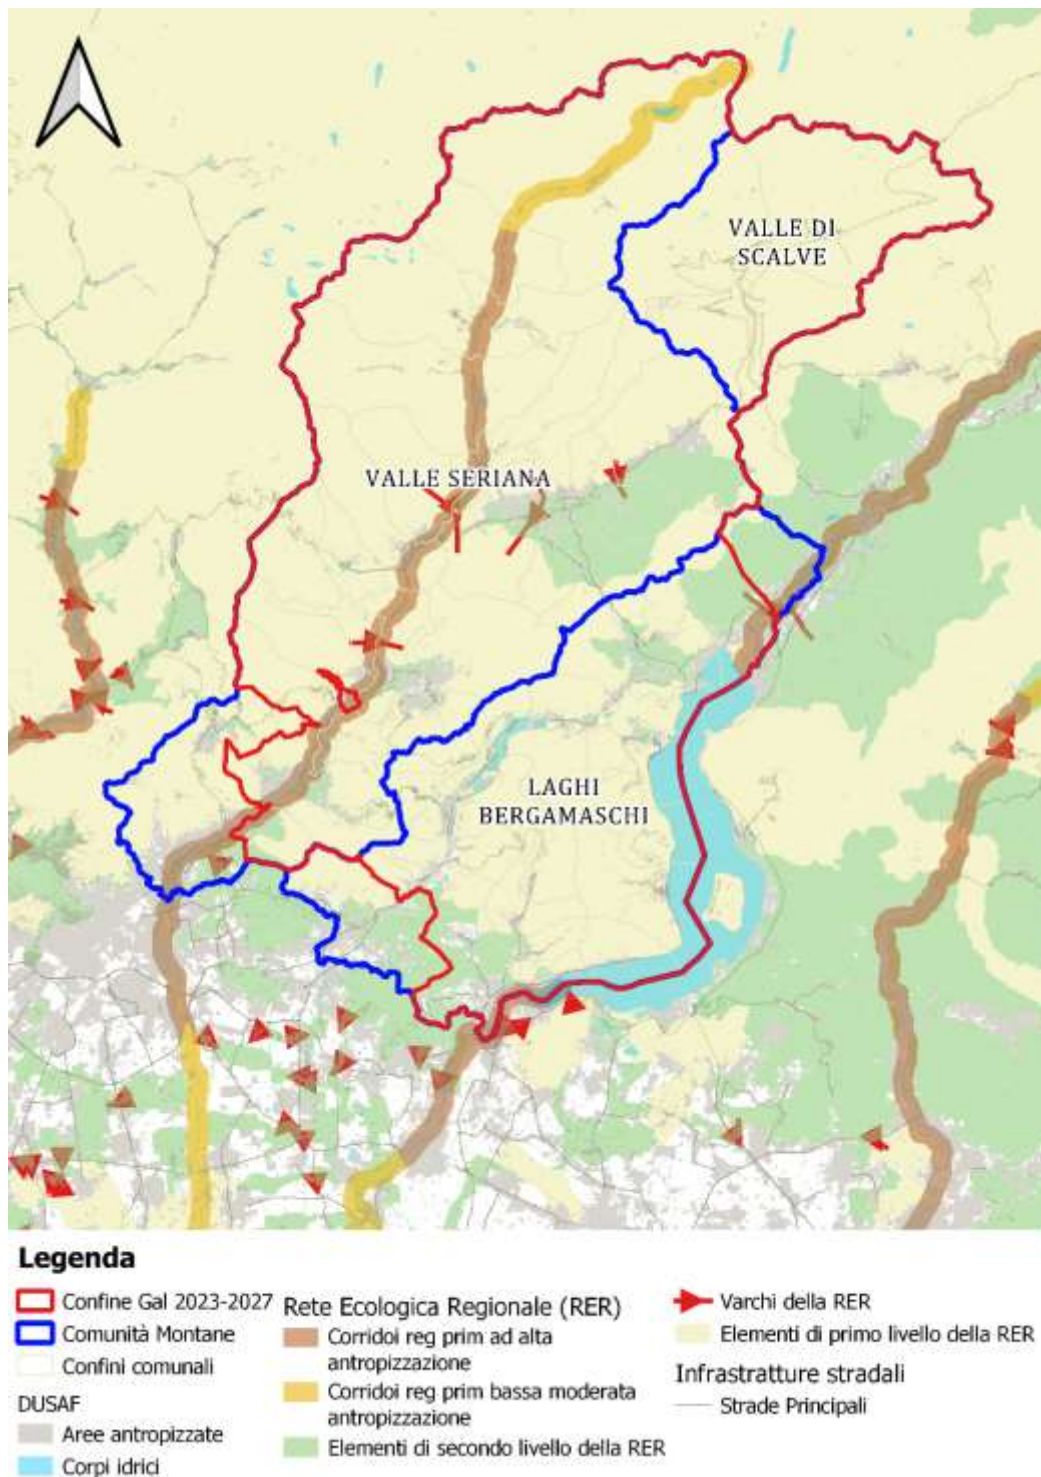 VALLE DI
SCALVE
VALLE SERIANA
LAGHI
BERGAMASCHI
Legenda
Confine Gal 2023-2027
Comunità Montane
Confini comunali
DUSAF
Aree antropizzate
Corpi idrici
Rete Ecologica Regionale (RER)
Corridoi reg prim ad alta
antropizzazione
Corridoi reg prim bassa moderata
antropizzazione
Elementi di secondo livello della RER
Varchi della RER
Elementi di primo livello della RER
Infrastratture stradali
Strade Principali